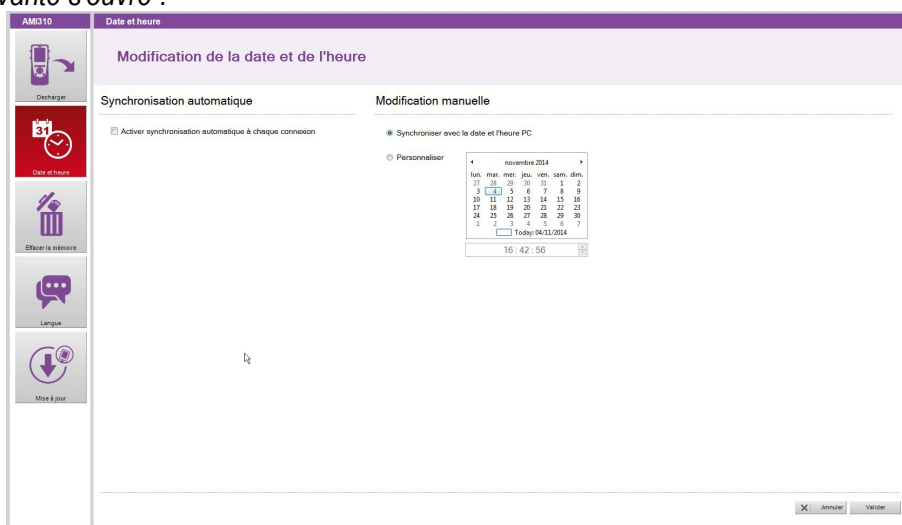 s'ouvre :
AMI310
Date et heure
Modification de la date et de l'heure
Decharger
Date et heure
Effacer la mémoire
Langue
Mise à jour
Synchronisation automatique
Activer synchronisation automatique à chaque connexion
Modification manuelle
Synchroniser avec la date et l'heure PC
Personnaliser
novembre 2014
lun. mar. mer. jeu. ven. sam. dim.
27 28 29 30 31 1 2
3 4 5 6 7 8 9
10 11 12 13 14 15 16
17 18 19 20 21 22 23
24 25 26 27 28 29 30
1 2 3 4 5 6 7
Today: 04/11/2014
16 : 42 : 56
X Annuler
Valider